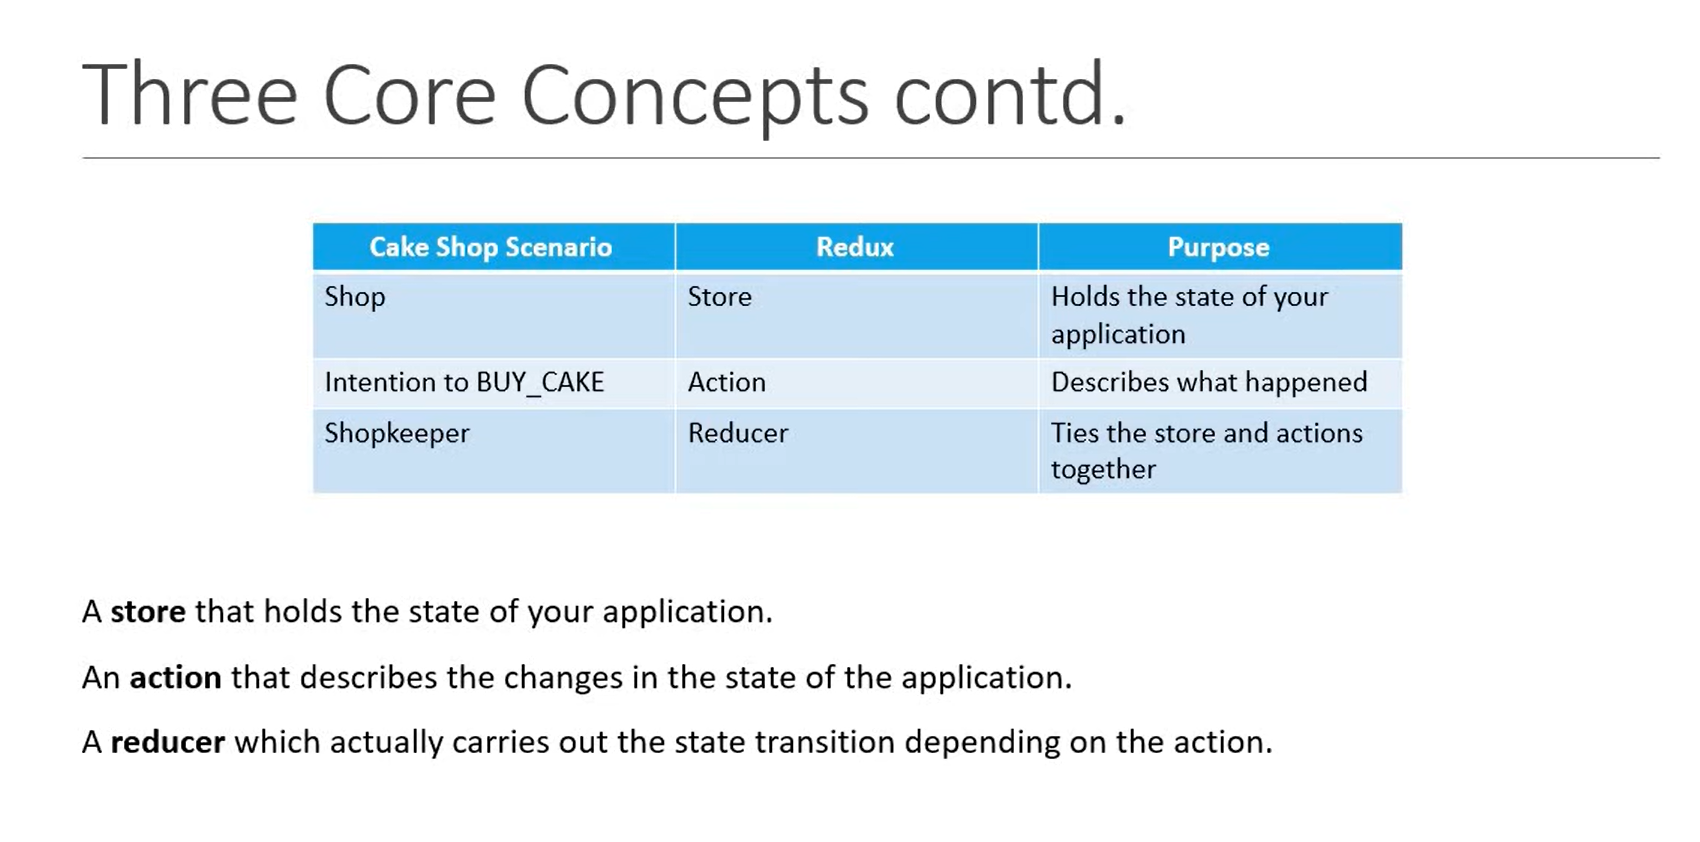 Three Core Concepts contd.
Cake Shop Scenario Redux Purpose
Shop Store Holds the state of your
application
Intention to BUY_CAKE Action Describes what happened
Shopkeeper Reducer Ties the store and actions
together
A store that holds the state of your application.
An action that describes the changes in the state of the application.
A reducer which actually carries out the state transition depending on the action.